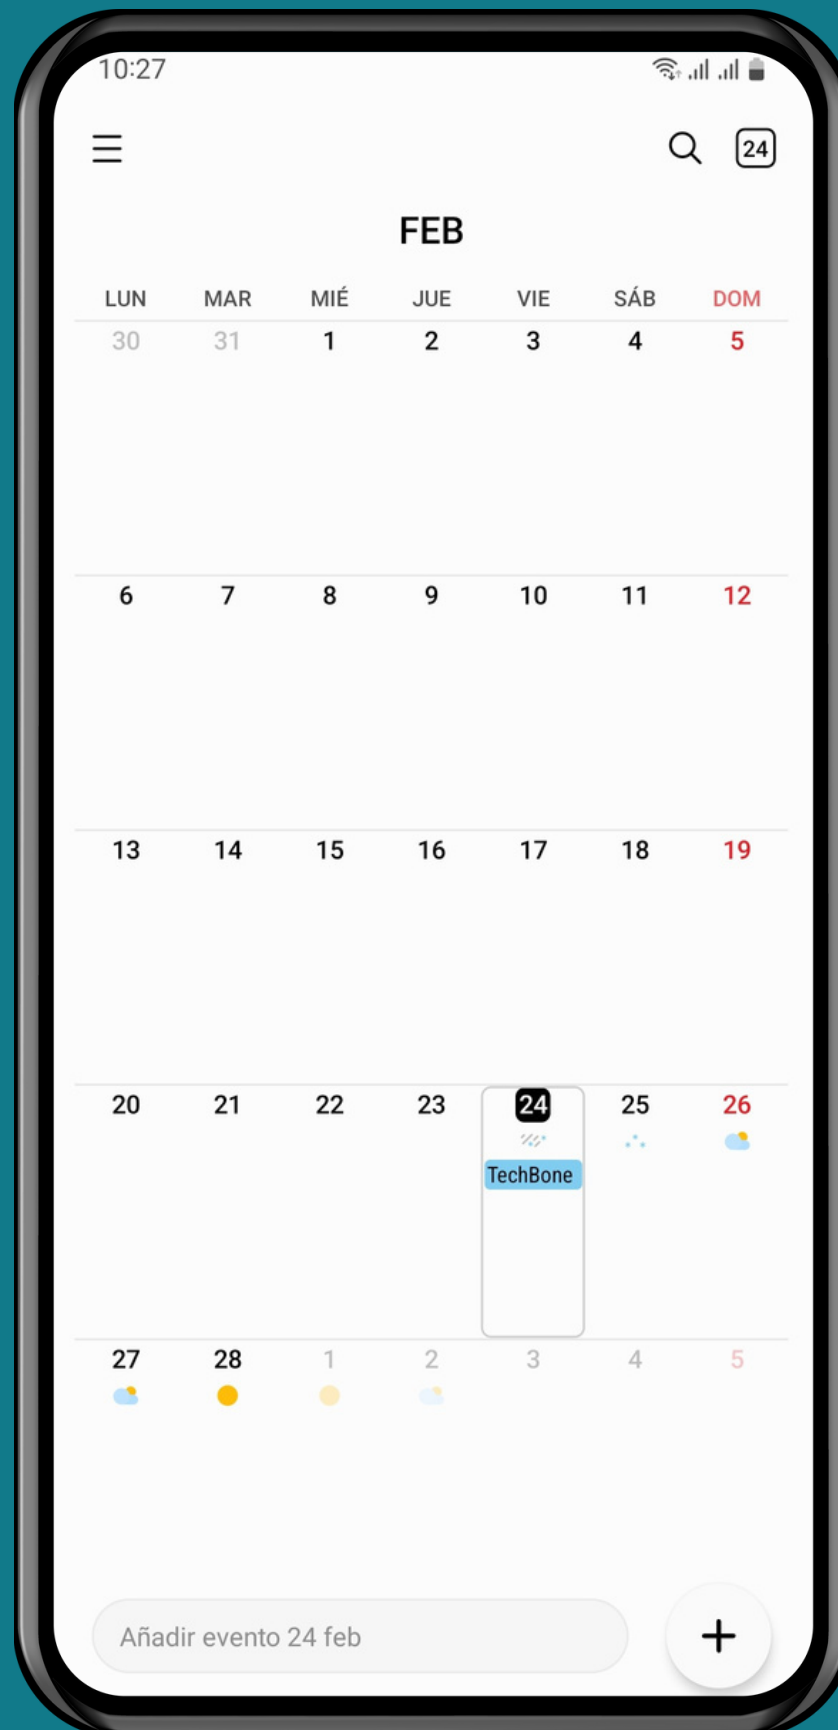 10:27
24
FEB
LUN MAR MIÉ JUE VIE SÁB DOM
30 31 1 2 3 4 5
6 7 8 9 10 11 12
13 14 15 16 17 18 19
20 21 22 23 24 25 26
TechBone
27 28 1 2 3 4 5
Añadir evento 24 feb